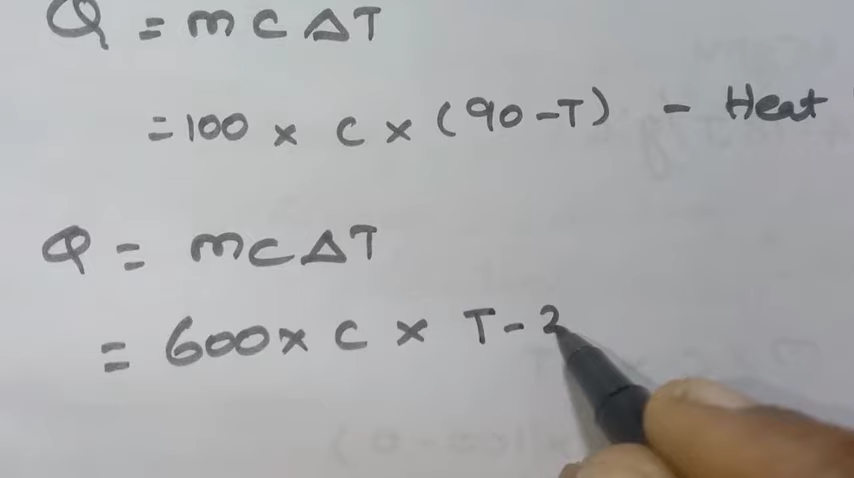 Q = mCΔT
= 100 × C × (90 - T) - Heat
Q = mCΔT
= 600 × C × T - 2